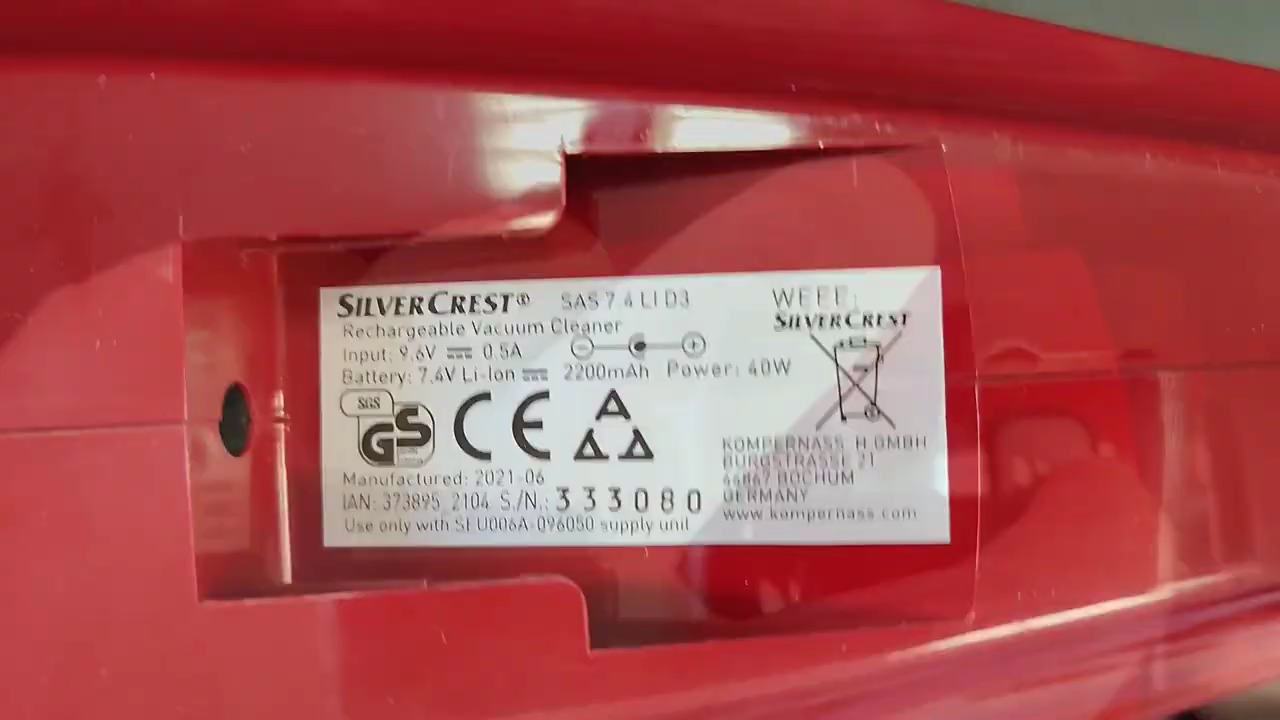 SILVERCREST® SAS 7.4 LI D3
Rechargeable Vacuum Cleaner
Input: 9.6V 0.5A
Battery: 7.4V Li-Ion 2200mAh Power: 40W
SGS
GS
CE
Manufactured: 2021-06
IAN: 373895_2104 S./N.: 333080
Use only with SEU006A-096050 supply unit
WEEE:
SILVERCREST
KOMPERNASS H GMBH
BURGSTRASSE 21
44867 BOCHUM
GERMANY
www.kompernass.com